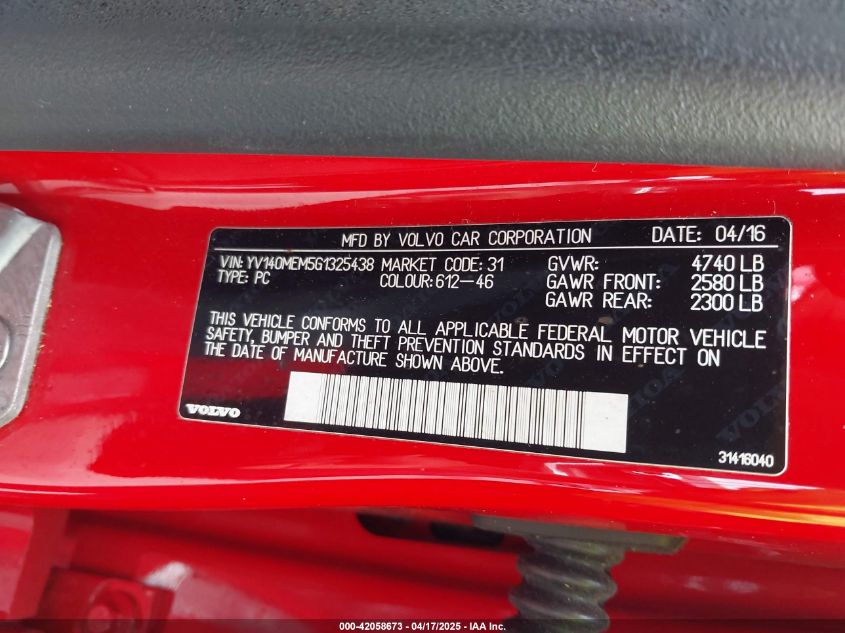 MFD BY VOLVO CAR CORPORATION DATE: 04/16
VIN: YV140MEM5G1325438 MARKET CODE: 31 GVWR: 4740 LB
TYPE: PC COLOUR: 612-46 GAWR FRONT: 2580 LB
GAWR REAR: 2300 LB
THIS VEHICLE CONFORMS TO ALL APPLICABLE FEDERAL MOTOR VEHICLE
SAFETY, BUMPER AND THEFT PREVENTION STANDARDS IN EFFECT ON
THE DATE OF MANUFACTURE SHOWN ABOVE.
VOLVO
31416040
000-42058673 - 04/17/2025 - IAA Inc.